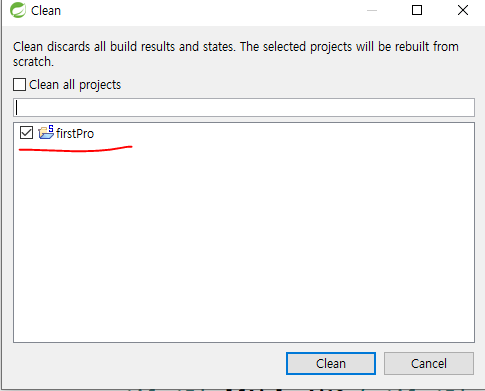 Clean
Clean discards all build results and states. The selected projects will be rebuilt from
scratch.
Clean all projects
firstPro
Clean
Cancel